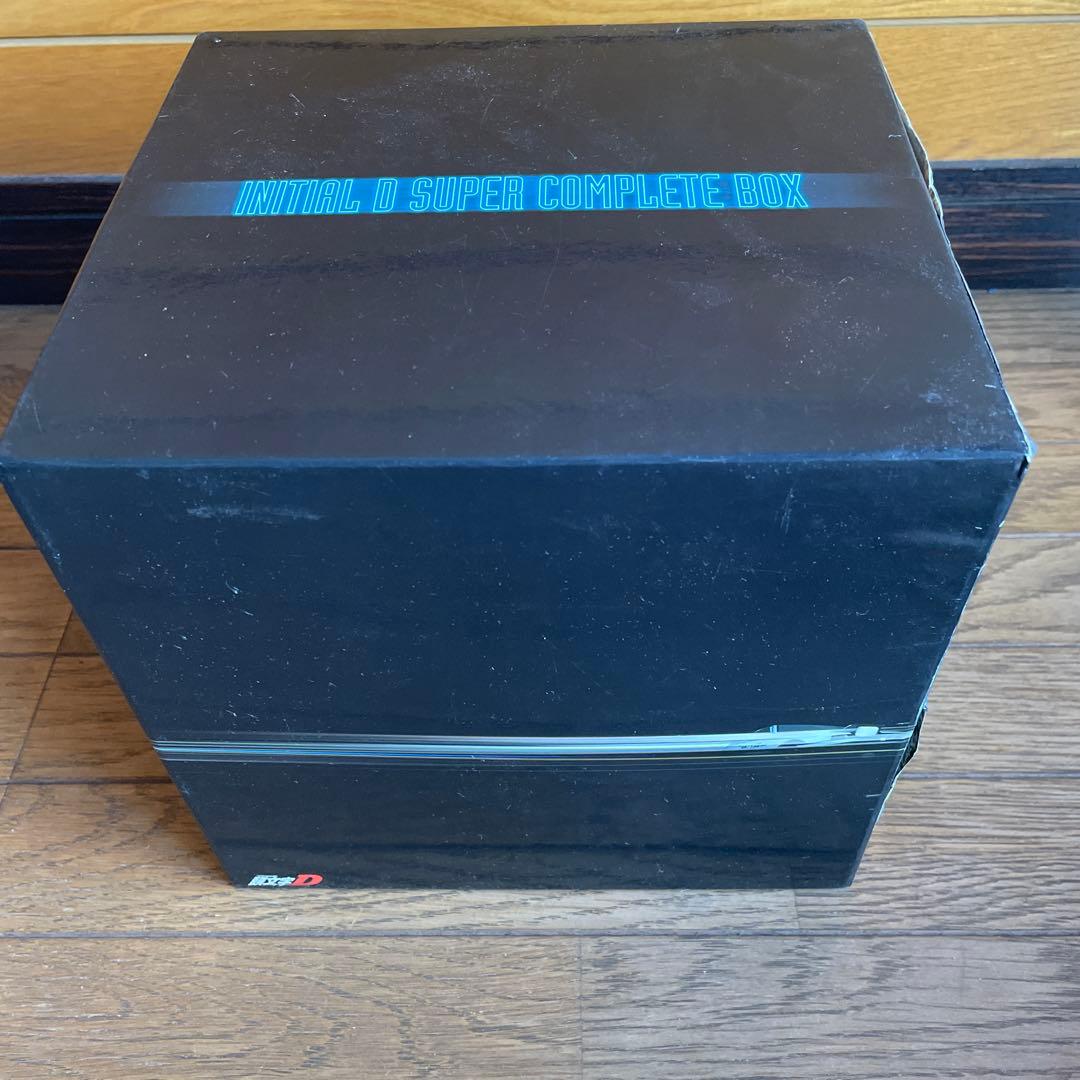 INITIAL D SUPER COMPLETE BOX
頭文字D